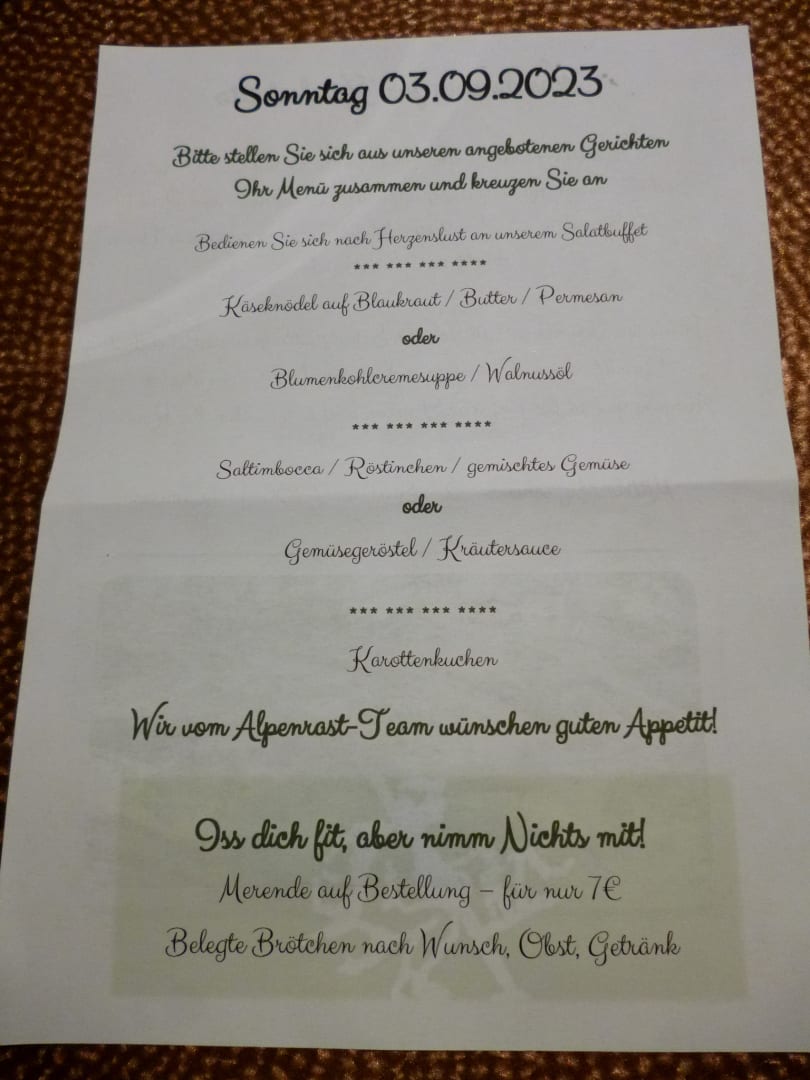 Sonntag 03.09.2023
Bitte stellen Sie sich aus unseren angebotenen Gerichten
Ihr Menü zusammen und kreuzen Sie an
Bedienen Sie sich nach Herzenslust an unserem Salatbuffet
*** *** *** ****
Käseknödel auf Blaukraut / Butter / Permesan
oder
Blumenkohlcremesuppe / Walnussöl
*** *** *** ****
Saltimbocca / Röstinchen / gemischtes Gemüse
oder
Gemüsegeröstel / Kräutersauce
*** *** *** ****
Karottenkuchen
Wir vom Alpenrast-Team wünschen guten Appetit!
Iss dich fit, aber nimm Nichts mit!
Merende auf Bestellung – für nur 7€
Belegte Brötchen nach Wunsch, Obst, Getränk